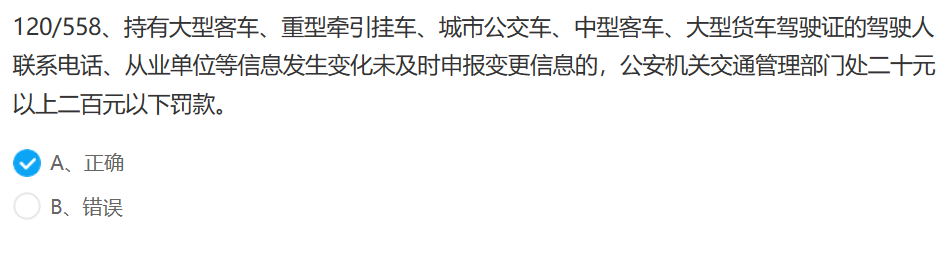 120/558、持有大型客车、重型牵引挂车、城市公交车、中型客车、大型货车驾驶证的驾驶人
联系电话、从业单位等信息发生变化未及时申报变更信息的，公安机关交通管理部门处二十元
以上二百元以下罚款。
A、正确
B、错误